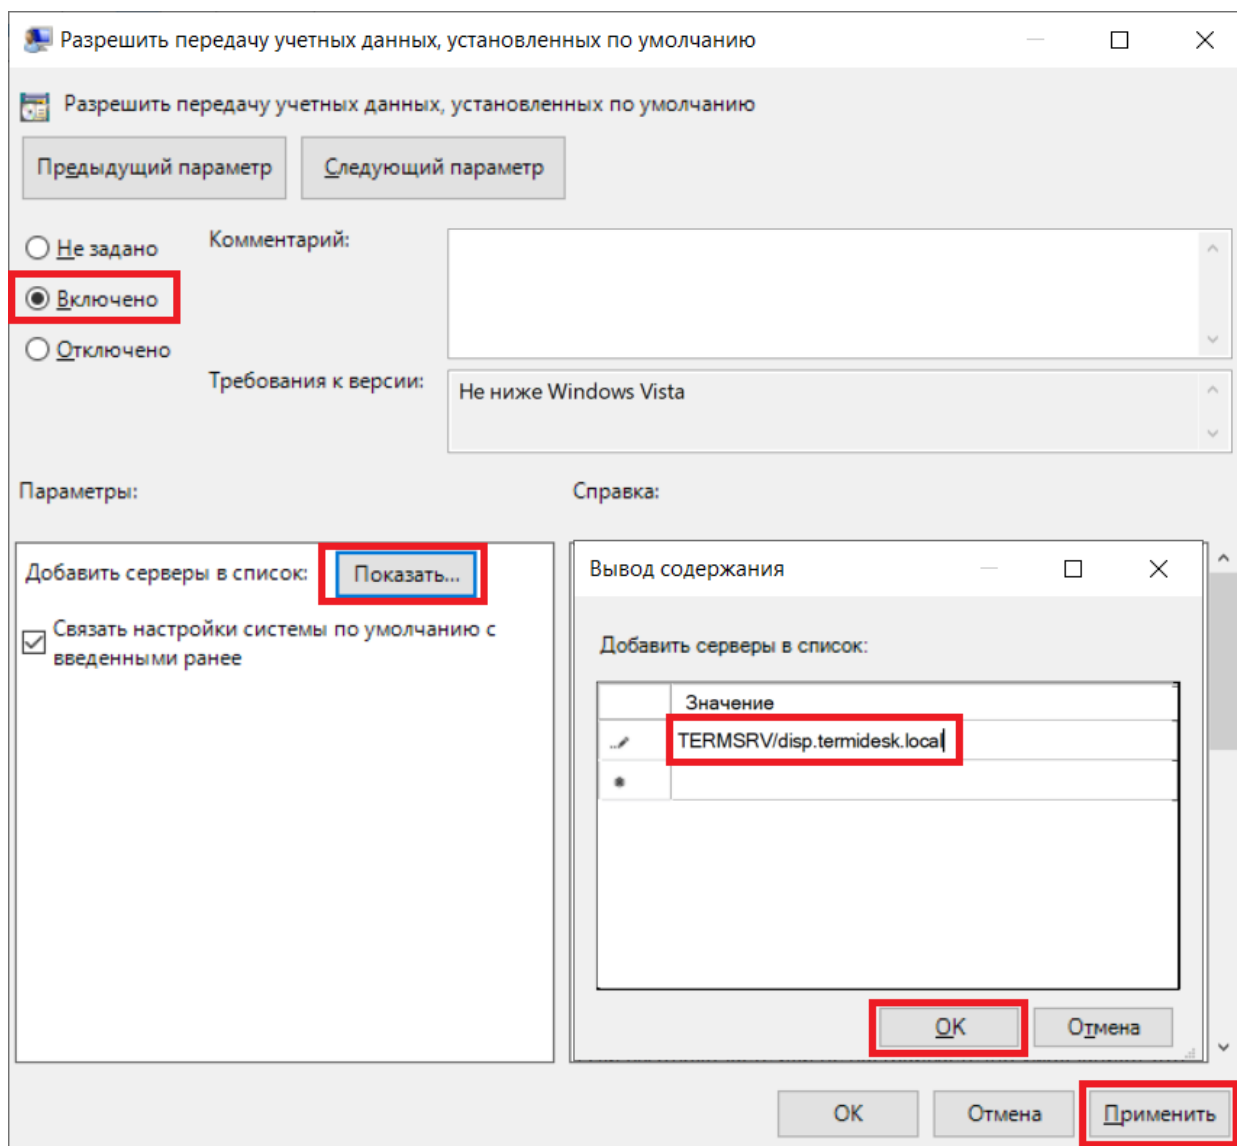 Разрешить передачу учетных данных, установленных по умолчанию
Разрешить передачу учетных данных, установленных по умолчанию
Предыдущий параметр
Следующий параметр
Не задано
Комментарий:
Включено
Отключено
Требования к версии:
Не ниже Windows Vista
Параметры:
Справка:
Добавить серверы в список:
Показать...
Связать настройки системы по умолчанию с
введенными ранее
Вывод содержания
Добавить серверы в список:
Значение
TERMSRV/disp.termidesk.local
OK
Отмена
OK
Отмена
Применить